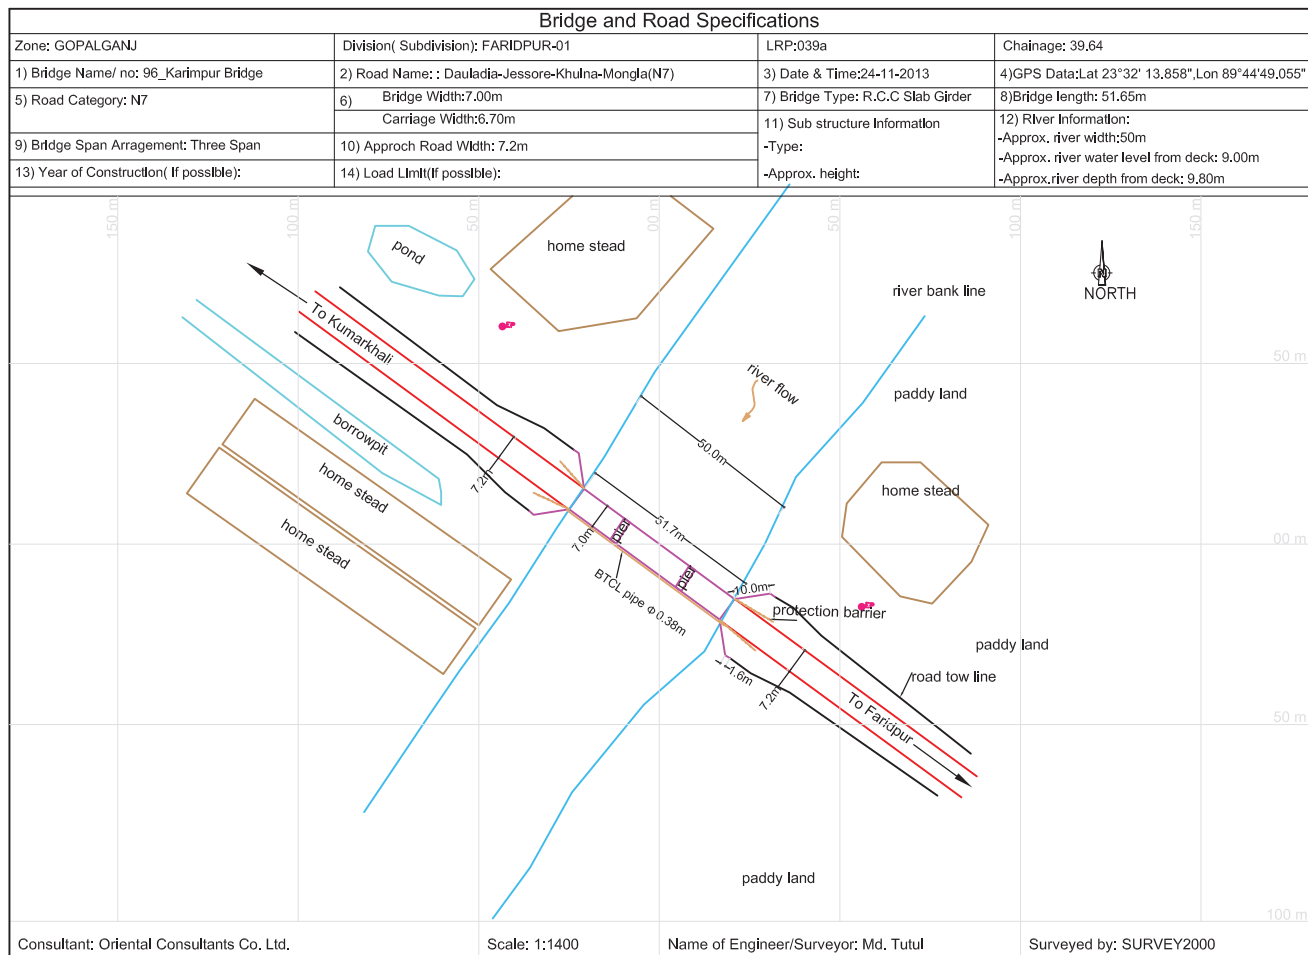 Bridge and Road Specifications
Zone: GOPALGANJ
Division( Subdivision): FARIDPUR-01
LRP:039a
Chainage: 39.64
1) Bridge Name/ no: 96_Karimpur Bridge
2) Road Name: : Dauladia-Jessore-Khulna-Mongla(N7)
3) Date & Time:24-11-2013
4)GPS Data:Lat 23°32' 13.858",Lon 89°44'49.055"
5) Road Category: N7
6) Bridge Width:7.00m
Carriage Width:6.70m
7) Bridge Type: R.C.C Slab Girder
8)Bridge length: 51.65m
9) Bridge Span Arragement: Three Span
10) Approch Road Width: 7.2m
11) Sub structure Information
-Type:
-Approx. height:
12) River Information:
-Approx. river width:50m
-Approx. river water level from deck: 9.00m
-Approx.river depth from deck: 9.80m
13) Year of Construction( If possible):
14) Load Limit(If possible):
150 m
100 m
50 m
00 m
50 m
100 m
150 m
pond
home stead
river bank line
NORTH
To Kumarkhali
50 m
river flow
paddy land
borrowpit
50.0m
home stead
7.2m
home stead
home stead
51.7m
7.0m
pier
00 m
pier
BTCL pipe Φ 0.38m
10.0m
protection barrier
paddy land
1.6m
road tow line
7.2m
To Faridpur
50 m
paddy land
100 m
Consultant: Oriental Consultants Co. Ltd.
Scale: 1:1400
Name of Engineer/Surveyor: Md. Tutul
Surveyed by: SURVEY2000